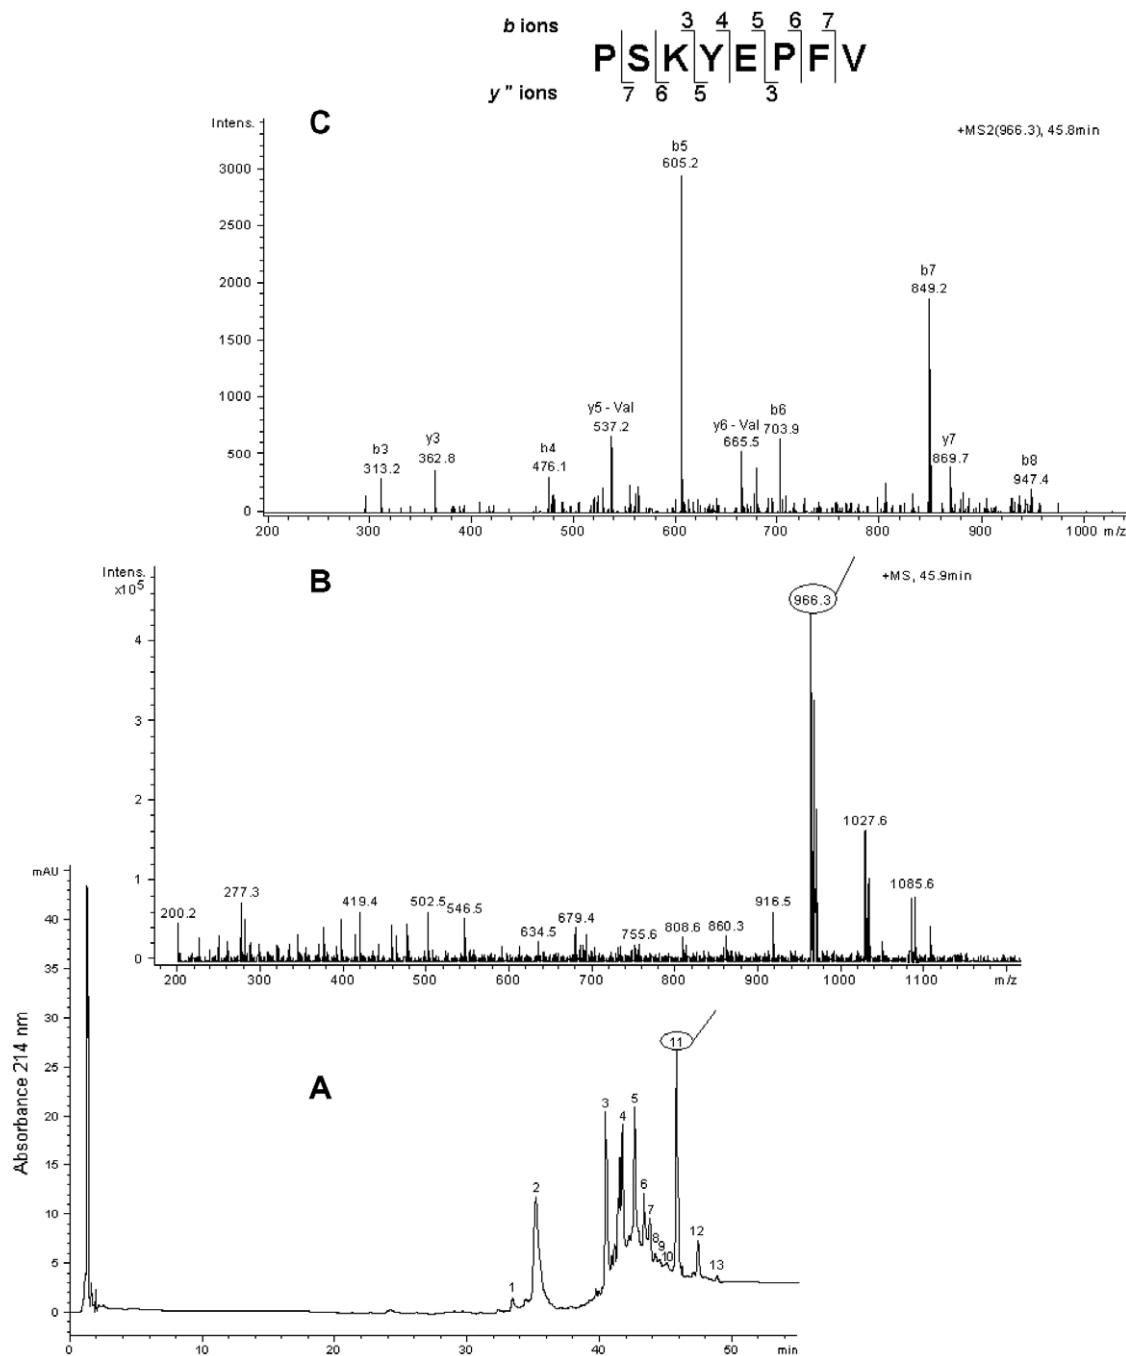 b ions 3 4 5 6 7
P S K Y E P F V
y " ions 7 6 5 3
C
Intens.
+MS2(966.3), 45.8min
3000
2500
2000
1500
1000
500
0
b5
605.2
b7
849.2
y5 - Val
537.2
y6 - Val
665.5
b6
703.9
b3
313.2
y3
362.8
b4
476.1
y7
869.7
b8
947.4
200 300 400 500 600 700 800 900 1000 m/z
B
Intens.
x10⁵
+MS, 45.9min
966.3
4
3
2
1
0
200.2
277.3
419.4
502.5
546.5
634.5
679.4
755.6
808.6
860.3
916.5
1027.6
1085.6
200 300 400 500 600 700 800 900 1000 1100 m/z
A
mAU
Absorbance 214 nm
40
35
30
25
20
15
10
5
0
1
2
3
4
5
6
7
8
9
10
11
12
13
0 10 20 30 40 50 min